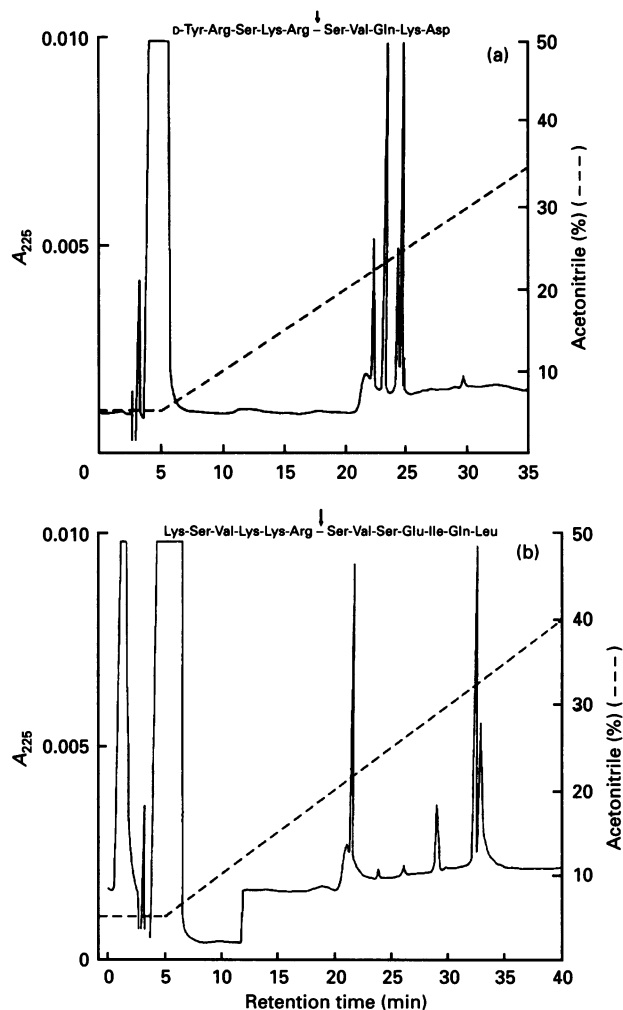 D-Tyr-Arg-Ser-Lys-Arg – Ser-Val-Gln-Lys-Asp
(a)
0.010
0.005
A225
50
40
30
20
10
Acetonitrile (%) (– – –)
0 5 10 15 20 25 30 35
Lys-Ser-Val-Lys-Lys-Arg – Ser-Val-Ser-Glu-Ile-Gln-Leu
(b)
0.010
0.005
0
A225
50
40
30
20
10
Acetonitrile (%) (– – –)
0 5 10 15 20 25 30 35 40
Retention time (min)